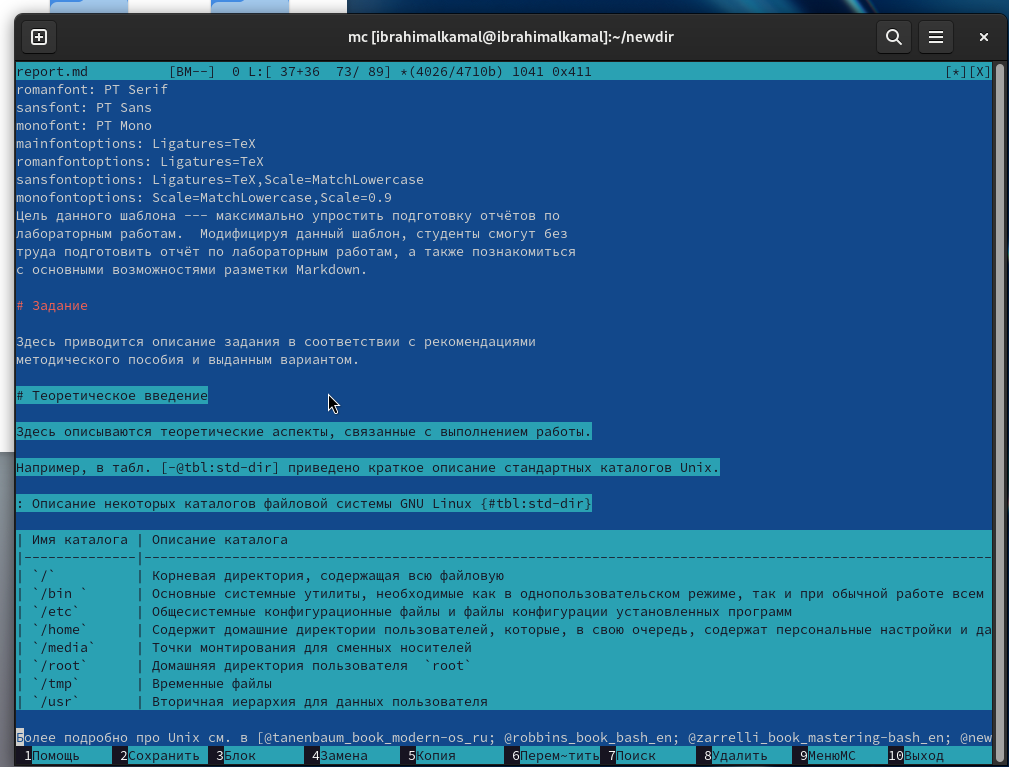 mc [ibrahimalkamal@ibrahimalkamal]:~/newdir
report.md [BM--] 0 L:[ 37+36 73/ 89] *(4026/4710b) 1041 0x411 [*][X]
romanfont: PT Serif
sansfont: PT Sans
monofont: PT Mono
mainfontoptions: Ligatures=TeX
romanfontoptions: Ligatures=TeX
sansfontoptions: Ligatures=TeX,Scale=MatchLowercase
monofontoptions: Scale=MatchLowercase,Scale=0.9
Цель данного шаблона --- максимально упростить подготовку отчётов по
лабораторным работам.  Модифицируя данный шаблон, студенты смогут без
труда подготовить отчёт по лабораторным работам, а также познакомиться
с основными возможностями разметки Markdown.
# Задание
Здесь приводится описание задания в соответствии с рекомендациями
методического пособия и выданным вариантом.
# Теоретическое введение
Здесь описываются теоретические аспекты, связанные с выполнением работы.
Например, в табл. [-@tbl:std-dir] приведено краткое описание стандартных каталогов Unix.
: Описание некоторых каталогов файловой системы GNU Linux {#tbl:std-dir}
| Имя каталога | Описание каталога
|--------------|----------------------------------------------------------------------------------------------------------
| `/`          | Корневая директория, содержащая всю файловую
| `/bin `      | Основные системные утилиты, необходимые как в однопользовательском режиме, так и при обычной работе всем
| `/etc`       | Общесистемные конфигурационные файлы и файлы конфигурации установленных программ
| `/home`      | Содержит домашние директории пользователей, которые, в свою очередь, содержат персональные настройки и да
| `/media`     | Точки монтирования для сменных носителей
| `/root`      | Домашняя директория пользователя  `root`
| `/tmp`       | Временные файлы
| `/usr`       | Вторичная иерархия для данных пользователя
Более подробно про Unix см. в [@tanenbaum_book_modern-os_ru; @robbins_book_bash_en; @zarrelli_book_mastering-bash_en; @new
1Помощь 2Сохранить 3Блок 4Замена 5Копия 6Перем~тить 7Поиск 8Удалить 9МенюМС 10Выход